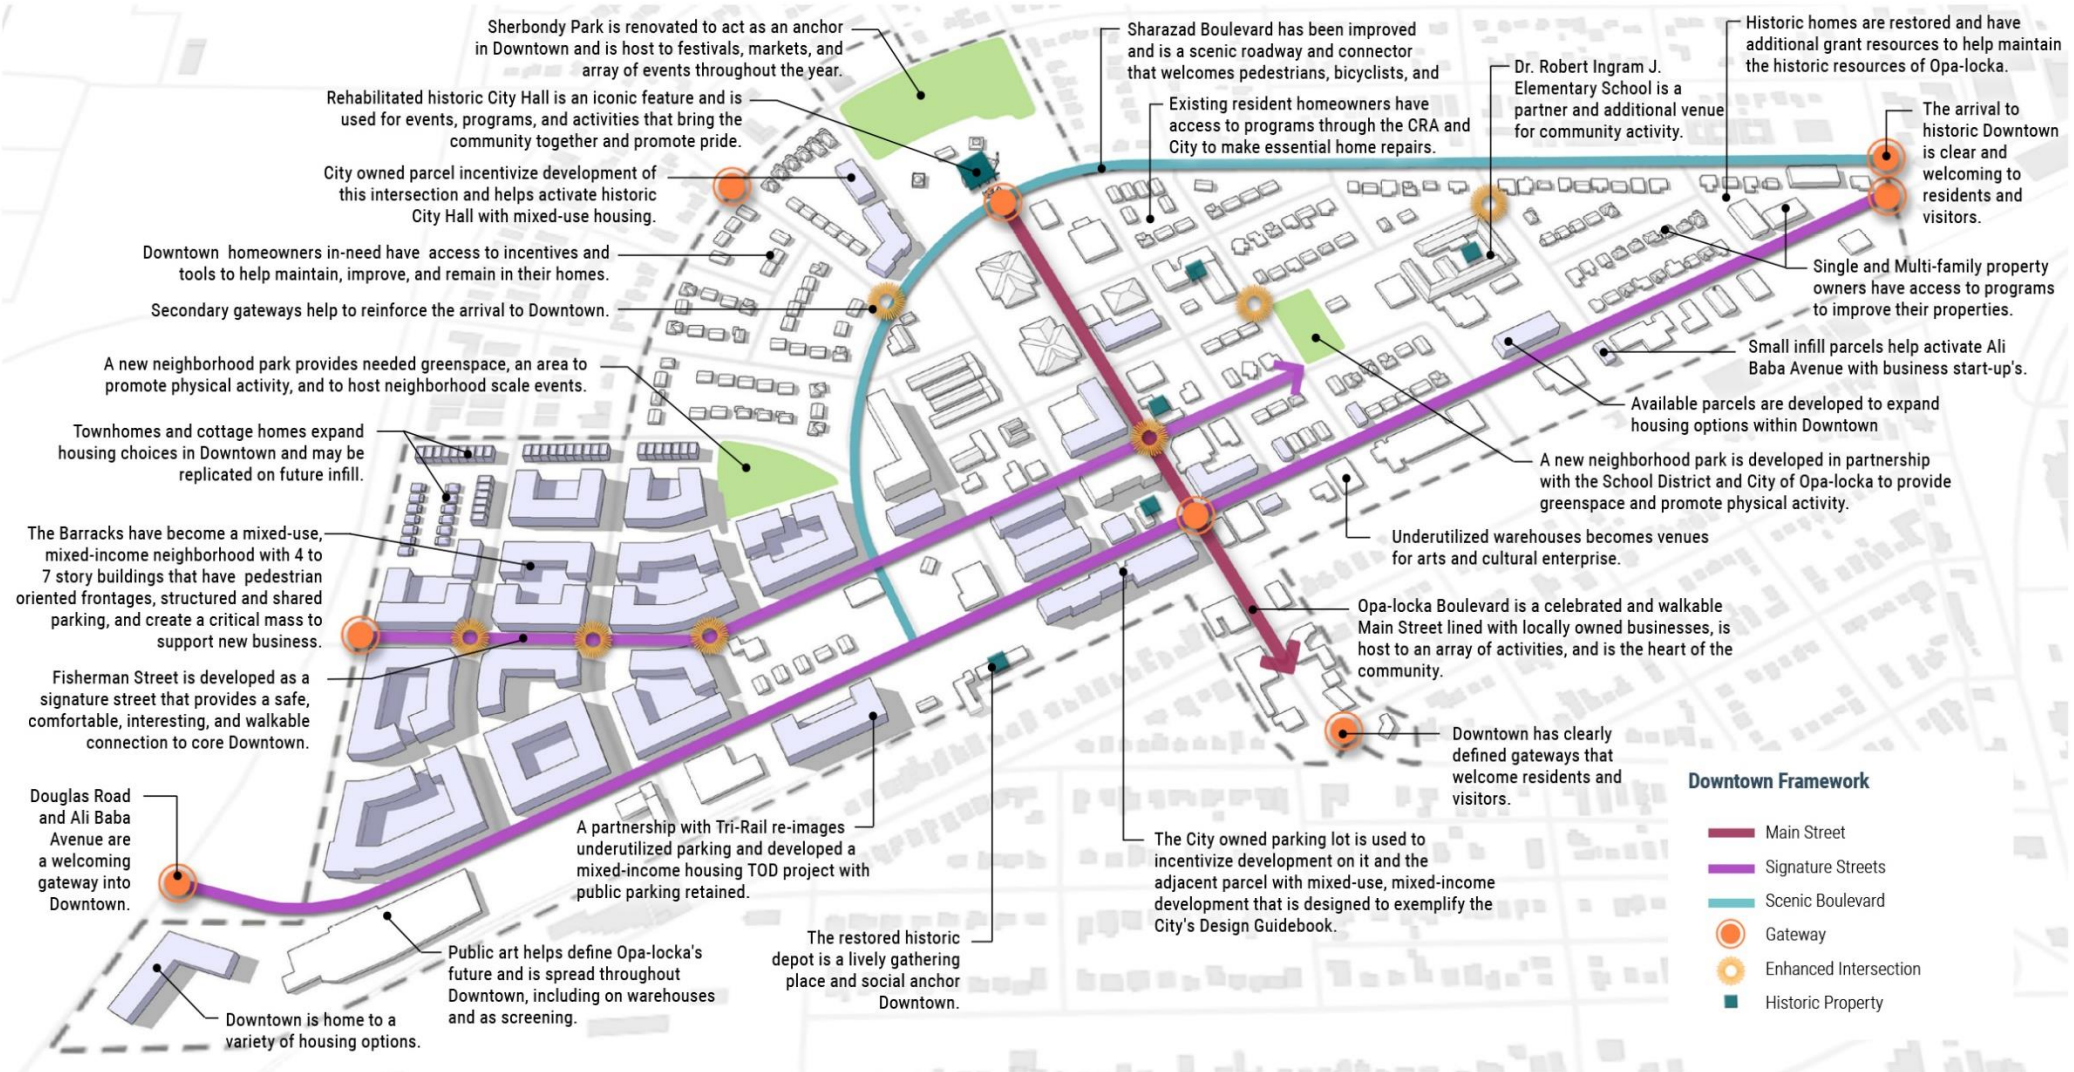 Sherbondy Park is renovated to act as an anchor
in Downtown and is host to festivals, markets, and
array of events throughout the year.
Rehabilitated historic City Hall is an iconic feature and is
used for events, programs, and activities that bring the
community together and promote pride.
City owned parcel incentivize development of
this intersection and helps activate historic
City Hall with mixed-use housing.
Downtown homeowners in-need have access to incentives and
tools to help maintain, improve, and remain in their homes.
Secondary gateways help to reinforce the arrival to Downtown.
A new neighborhood park provides needed greenspace, an area to
promote physical activity, and to host neighborhood scale events.
Townhomes and cottage homes expand
housing choices in Downtown and may be
replicated on future infill.
The Barracks have become a mixed-use,
mixed-income neighborhood with 4 to
7 story buildings that have pedestrian
oriented frontages, structured and shared
parking, and create a critical mass to
support new business.
Fisherman Street is developed as a
signature street that provides a safe,
comfortable, interesting, and walkable
connection to core Downtown.
Douglas Road
and Ali Baba
Avenue are
a welcoming
gateway into
Downtown.
Downtown is home to a
variety of housing options.
Public art helps define Opa-locka's
future and is spread throughout
Downtown, including on warehouses
and as screening.
A partnership with Tri-Rail re-images
underutilized parking and developed a
mixed-income housing TOD project with
public parking retained.
The restored historic
depot is a lively gathering
place and social anchor
Downtown.
Sharazad Boulevard has been improved
and is a scenic roadway and connector
that welcomes pedestrians, bicyclists, and
Existing resident homeowners have
access to programs through the CRA and
City to make essential home repairs.
Dr. Robert Ingram J.
Elementary School is a
partner and additional venue
for community activity.
Historic homes are restored and have
additional grant resources to help maintain
the historic resources of Opa-locka.
The arrival to
historic Downtown
is clear and
welcoming to
residents and
visitors.
Single and Multi-family property
owners have access to programs
to improve their properties.
Small infill parcels help activate Ali
Baba Avenue with business start-up's.
Available parcels are developed to expand
housing options within Downtown
A new neighborhood park is developed in partnership
with the School District and City of Opa-locka to provide
greenspace and promote physical activity.
Underutilized warehouses becomes venues
for arts and cultural enterprise.
Opa-locka Boulevard is a celebrated and walkable
Main Street lined with locally owned businesses, is
host to an array of activities, and is the heart of the
community.
Downtown has clearly
defined gateways that
welcome residents and
visitors.
The City owned parking lot is used to
incentivize development on it and the
adjacent parcel with mixed-use, mixed-income
development that is designed to exemplify the
City's Design Guidebook.
Downtown Framework
Main Street
Signature Streets
Scenic Boulevard
Gateway
Enhanced Intersection
Historic Property